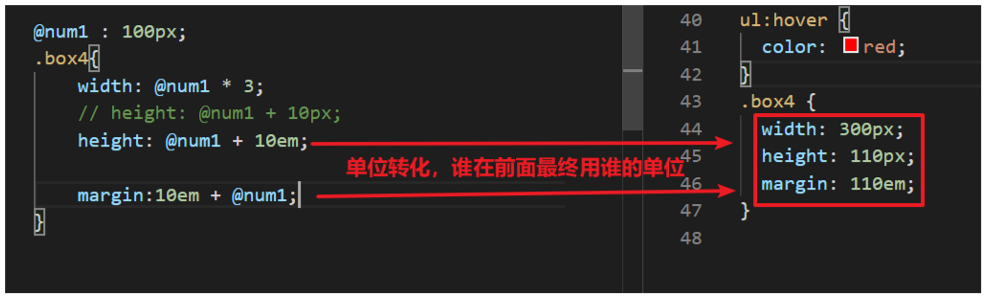 @num1 : 100px;
.box4{
width: @num1 * 3;
// height: @num1 + 10px;
height: @num1 + 10em;
margin:10em + @num1;
}
单位转化，谁在前面最终用谁的单位
40 ul:hover {
41 color: red;
42 }
43 .box4 {
44 width: 300px;
45 height: 110px;
46 margin: 110em;
47 }
48